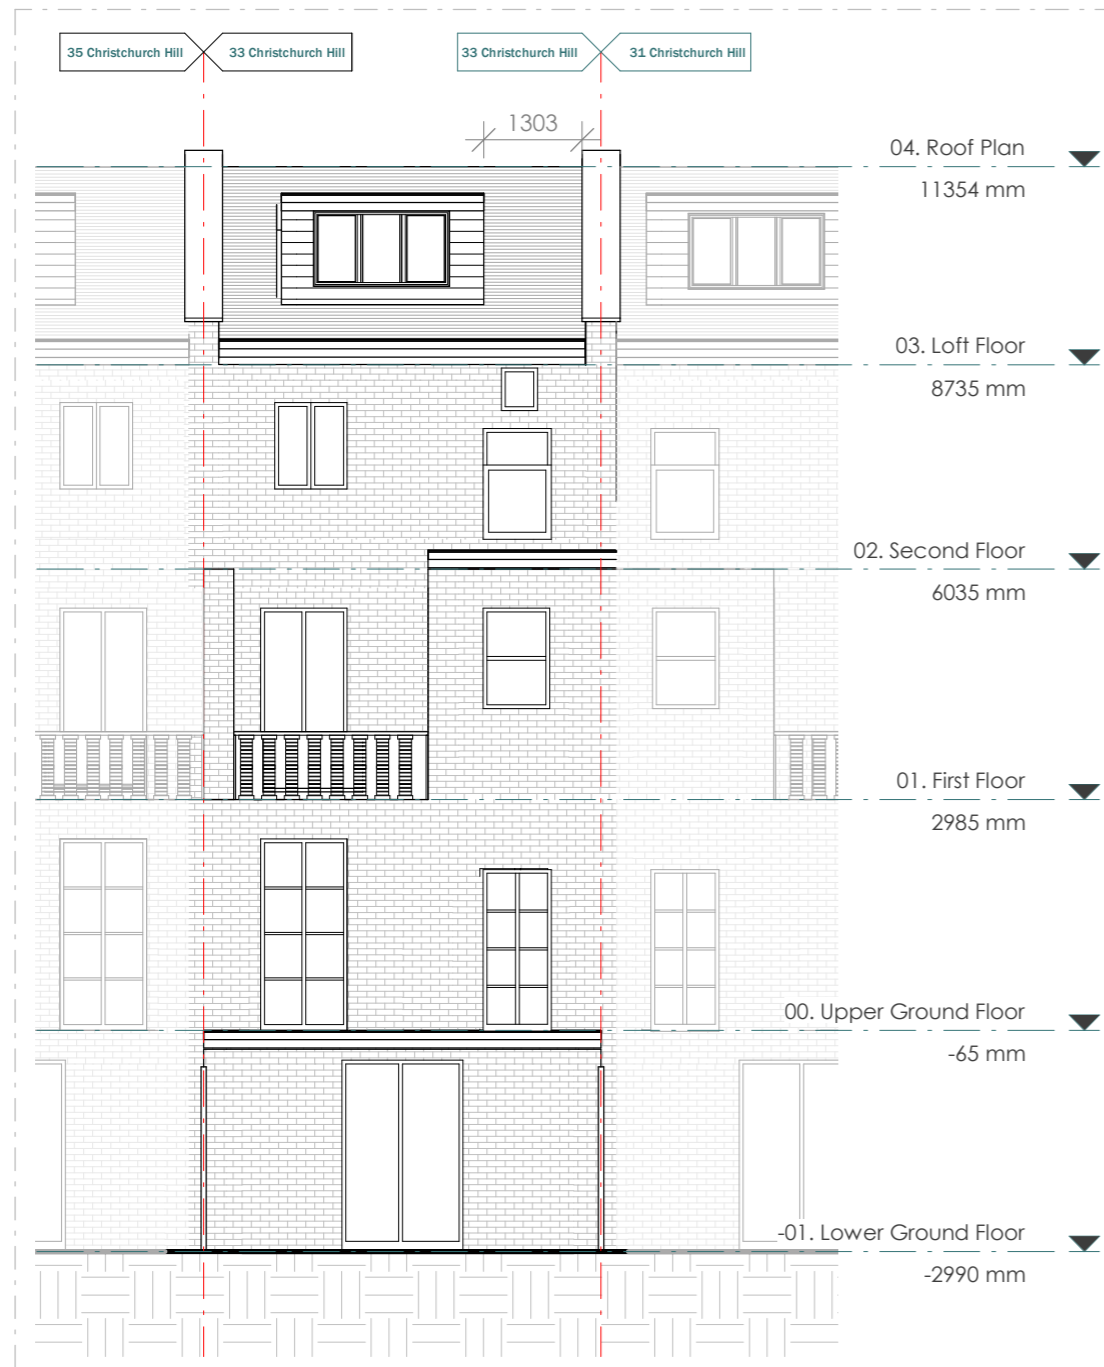 35 Christchurch Hill 33 Christchurch Hill 33 Christchurch Hill 31 Christchurch Hill
1303
04. Roof Plan
11354 mm
03. Loft Floor
8735 mm
02. Second Floor
6035 mm
01. First Floor
2985 mm
00. Upper Ground Floor
-65 mm
-01. Lower Ground Floor
-2990 mm